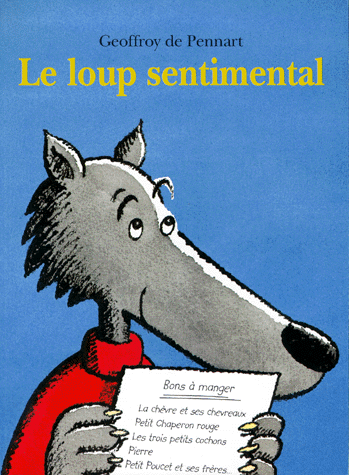 Geoffroy de Pennart
Le loup sentimental
Bons à manger
La chèvre et ses chevreaux
Petit Chaperon rouge
Les trois petits cochons
Pierre
Petit Poucet et ses frères...